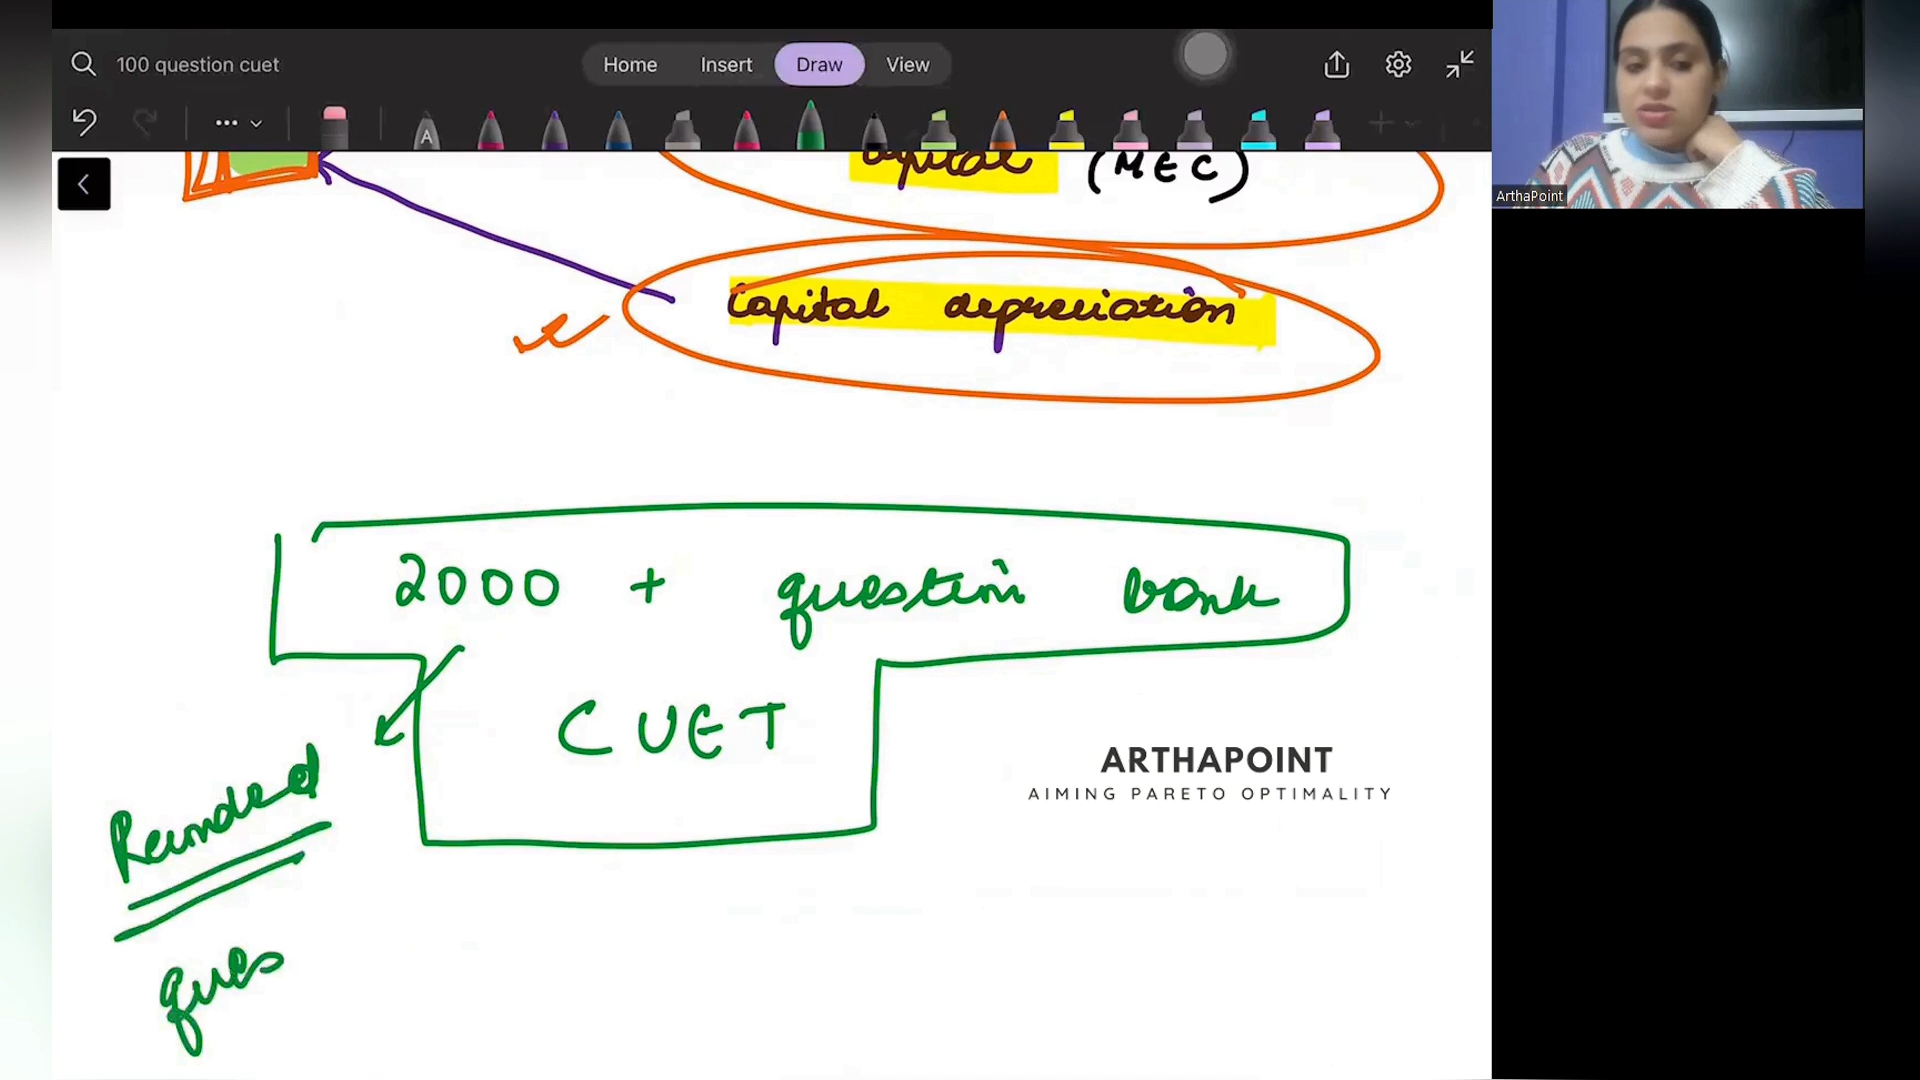 100 question cuet
Home Insert Draw View
A
capital (MEC)
Capital depreciation
2000 + question bank
CUET
ques
ARTHAPOINT
AIMING PARETO OPTIMALITY
ArthaPoint